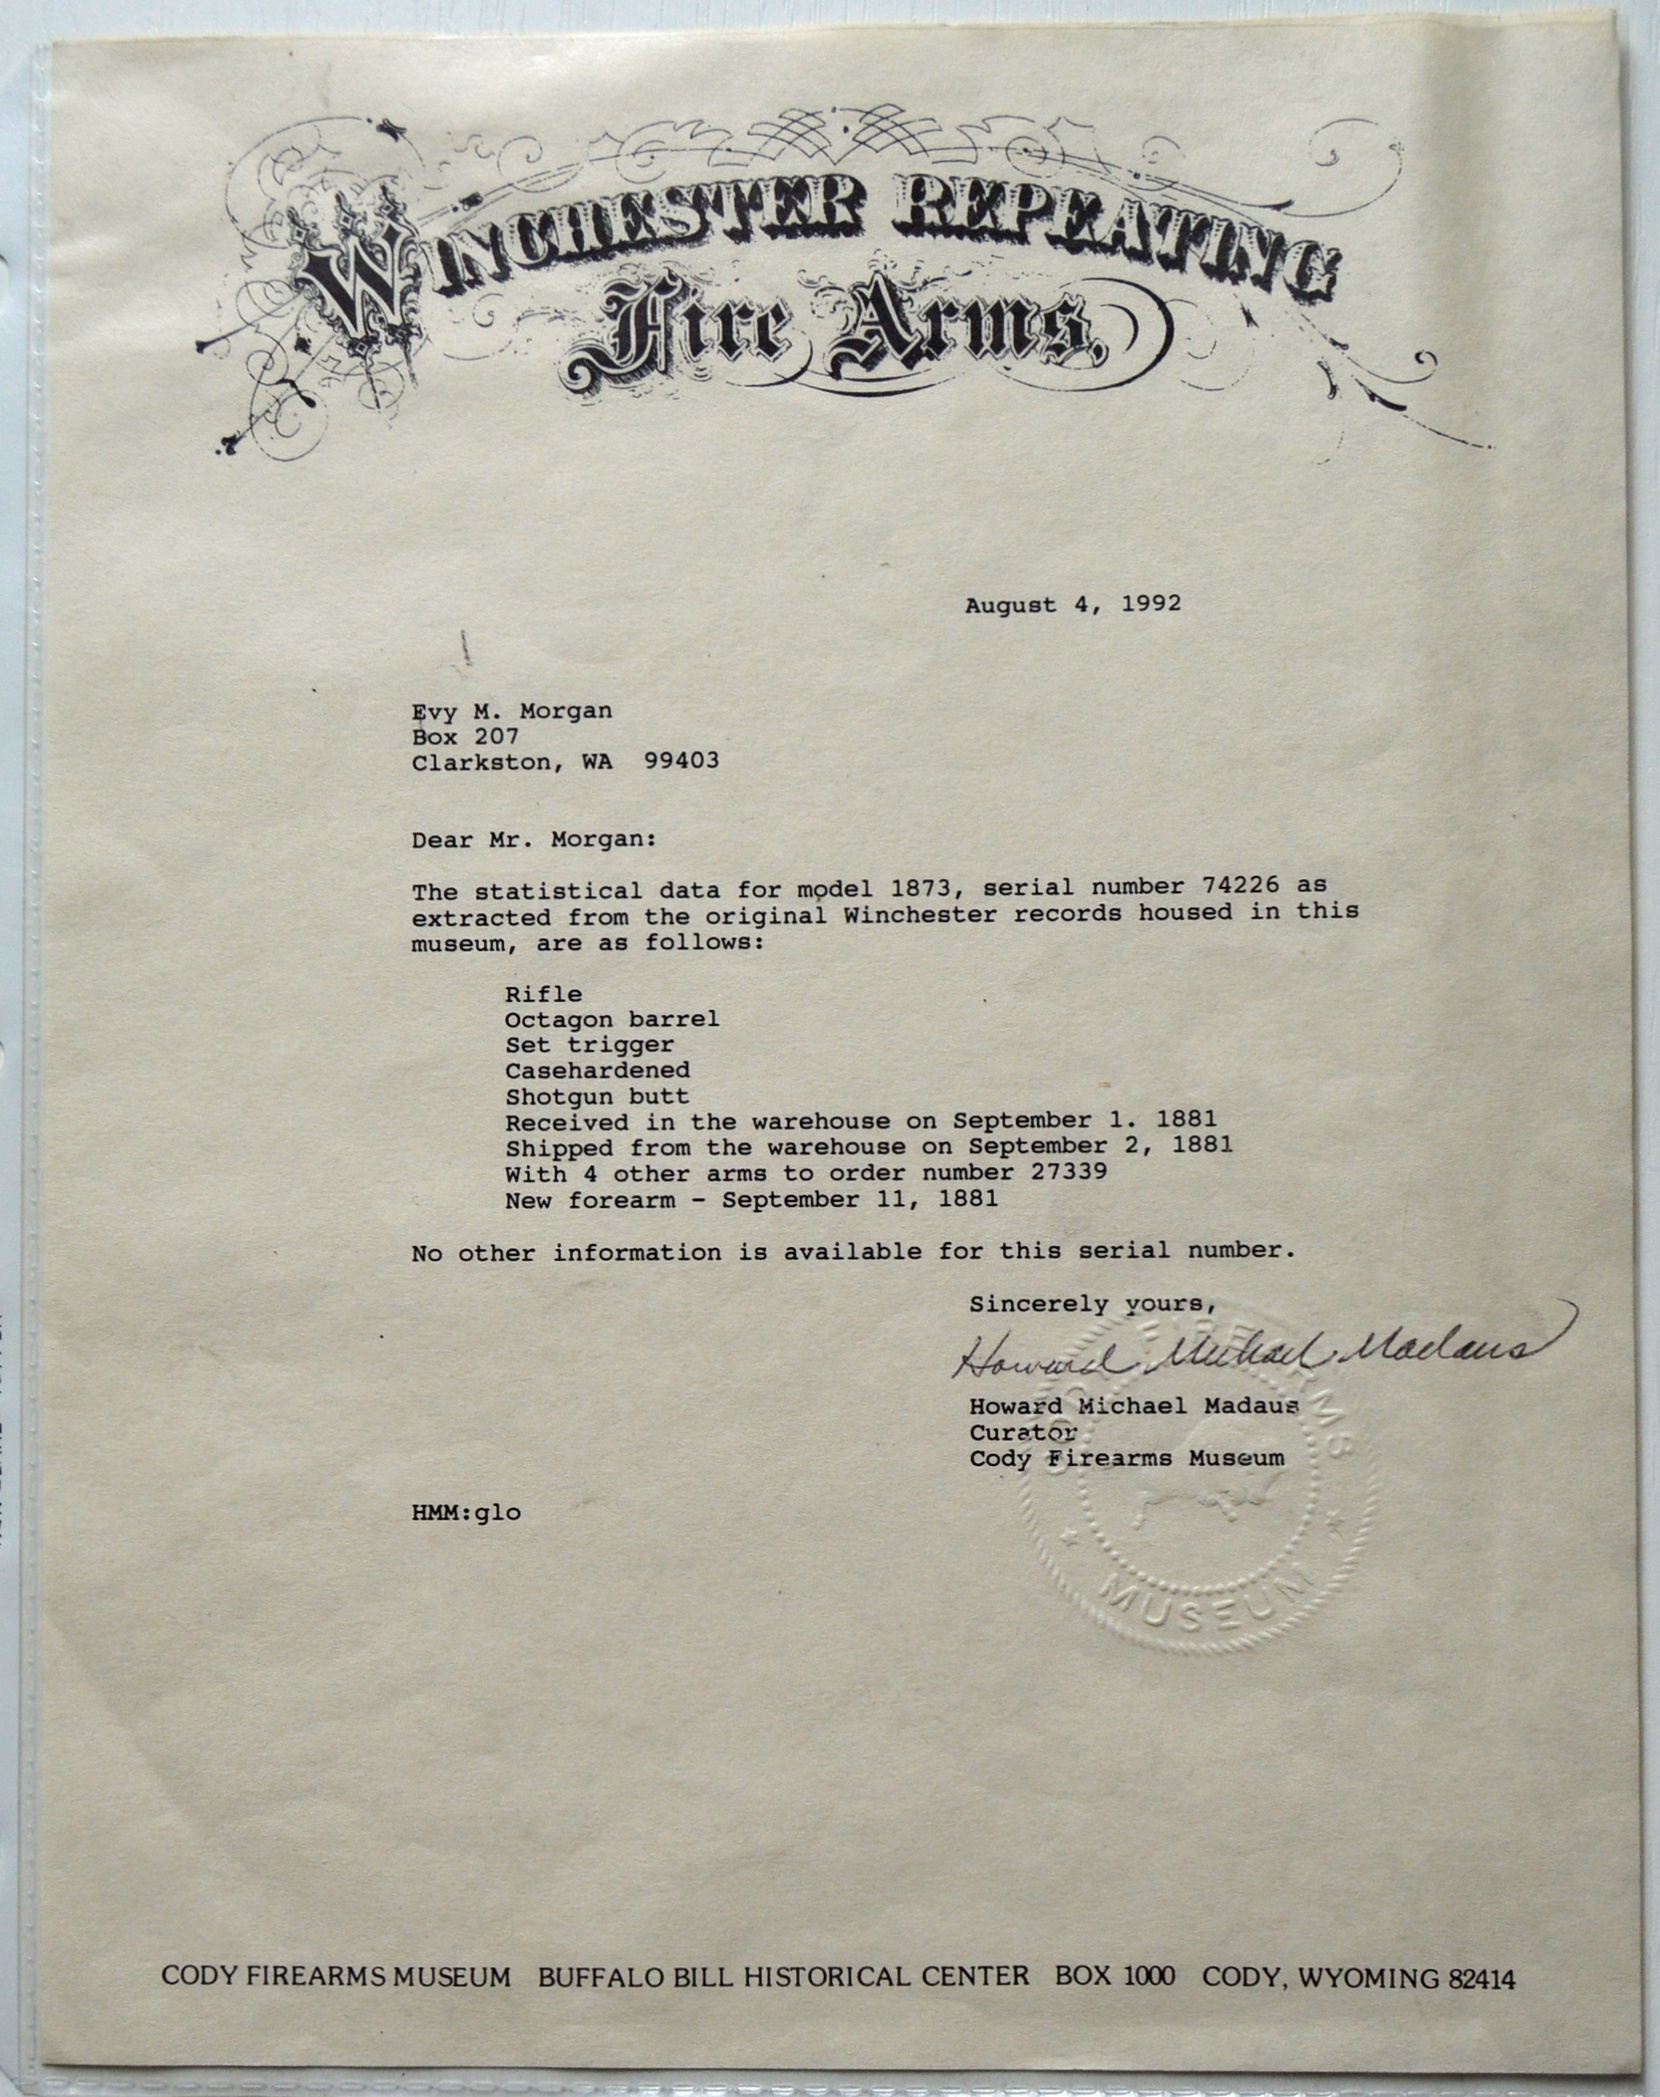 WINCHESTER REPEATING
Fire Arms,
August 4, 1992
Evy M. Morgan
Box 207
Clarkston, WA  99403
Dear Mr. Morgan:
The statistical data for model 1873, serial number 74226 as
extracted from the original Winchester records housed in this
museum, are as follows:
Rifle
Octagon barrel
Set trigger
Casehardened
Shotgun butt
Received in the warehouse on September 1. 1881
Shipped from the warehouse on September 2, 1881
With 4 other arms to order number 27339
New forearm - September 11, 1881
No other information is available for this serial number.
Sincerely yours,
Howard Michael Madaus
Howard Michael Madaus
Curator
Cody Firearms Museum
HMM:glo
CODY FIREARMS
MUSEUM
CODY FIREARMS MUSEUM  BUFFALO BILL HISTORICAL CENTER  BOX 1000  CODY, WYOMING 82414